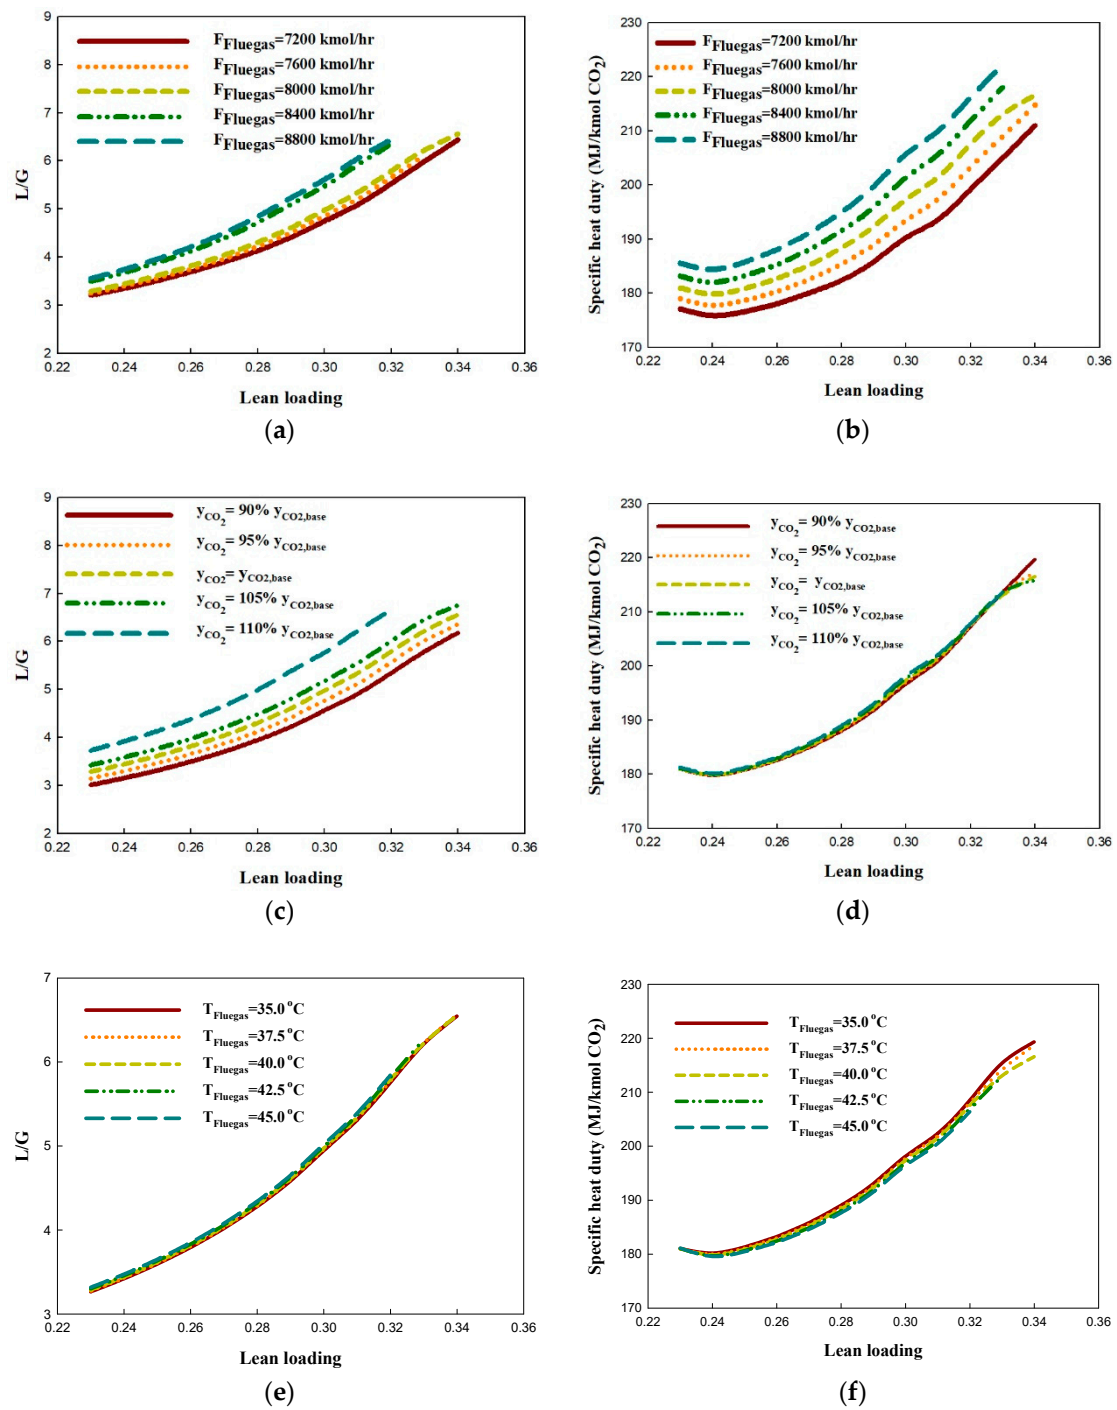 9
8
7
6
5
4
3
2
L/G
F_Fluegas=7200 kmol/hr
F_Fluegas=7600 kmol/hr
F_Fluegas=8000 kmol/hr
F_Fluegas=8400 kmol/hr
F_Fluegas=8800 kmol/hr
0.22 0.24 0.26 0.28 0.30 0.32 0.34 0.36
Lean loading
(a)
230
220
210
200
190
180
170
Specific heat duty (MJ/kmol CO₂)
F_Fluegas=7200 kmol/hr
F_Fluegas=7600 kmol/hr
F_Fluegas=8000 kmol/hr
F_Fluegas=8400 kmol/hr
F_Fluegas=8800 kmol/hr
0.22 0.24 0.26 0.28 0.30 0.32 0.34 0.36
Lean loading
(b)
9
8
7
6
5
4
3
2
L/G
y_CO₂= 90% y_CO2,base
y_CO₂= 95% y_CO2,base
y_CO2= y_CO2,base
y_CO₂= 105% y_CO2,base
y_CO₂= 110% y_CO2,base
0.22 0.24 0.26 0.28 0.30 0.32 0.34 0.36
Lean loading
(c)
230
220
210
200
190
180
170
Specific heat duty (MJ/kmol CO₂)
y_CO₂= 90% y_CO2,base
y_CO₂= 95% y_CO2,base
y_CO₂= y_CO2,base
y_CO₂= 105% y_CO2,base
y_CO₂= 110% y_CO2,base
0.22 0.24 0.26 0.28 0.30 0.32 0.34 0.36
Lean loading
(d)
7
6
5
4
3
L/G
T_Fluegas=35.0 °C
T_Fluegas=37.5 °C
T_Fluegas=40.0 °C
T_Fluegas=42.5 °C
T_Fluegas=45.0 °C
0.22 0.24 0.26 0.28 0.30 0.32 0.34 0.36
Lean loading
(e)
230
220
210
200
190
180
170
Specific heat duty (MJ/kmol CO₂)
T_Fluegas=35.0 °C
T_Fluegas=37.5 °C
T_Fluegas=40.0 °C
T_Fluegas=42.5 °C
T_Fluegas=45.0 °C
0.22 0.24 0.26 0.28 0.30 0.32 0.34 0.36
Lean loading
(f)